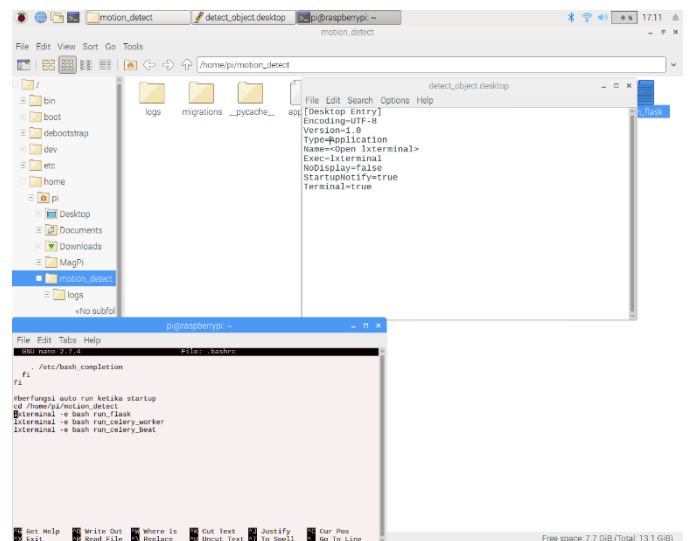 motion_detect
detect_object.desktop
pi@raspberrypi: ~
17:11
motion_detect
File Edit View Sort Go Tools
/home/pi/motion_detect
/
bin
boot
debootstrap
dev
etc
home
pi
Desktop
Documents
Downloads
MagPi
motion_detect
logs
<No subfol
logs
migrations
__pycache__
app
n_flask
detect_object.desktop
File Edit Search Options Help
[Desktop Entry]
Encoding=UTF-8
Version=1.0
Type=Application
Name=<Open lxterminal>
Exec=lxterminal
NoDisplay=false
StartupNotify=true
Terminal=true
pi@raspberrypi: ~
File Edit Tabs Help
GNU nano 2.7.4 File: .bashrc
. /etc/bash_completion
fi
fi
#berfungsi auto run ketika startup
cd /home/pi/motion_detect
lxterminal -e bash run_flask
lxterminal -e bash run_celery_worker
lxterminal -e bash run_celery_beat
^G Get Help ^O Write Out ^W Where Is ^K Cut Text ^J Justify ^C Cur Pos
^X Exit ^R Read File ^\ Replace ^U Uncut Text ^T To Spell ^_ Go To Line
Free space: 7.7 GiB (Total: 13.1 GiB)